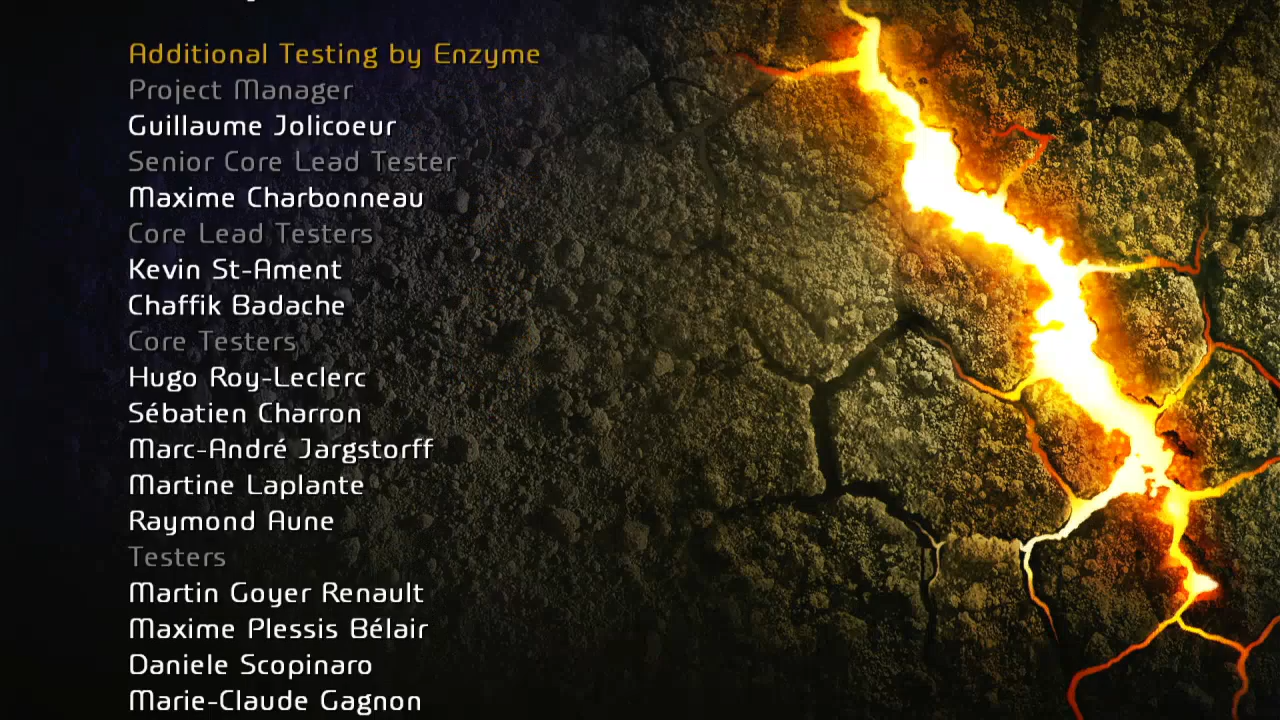 Additional Testing by Enzyme
Project Manager
Guillaume Jolicoeur
Senior Core Lead Tester
Maxime Charbonneau
Core Lead Testers
Kevin St-Ament
Chaffik Badache
Core Testers
Hugo Roy-Leclerc
Sébatien Charron
Marc-André Jargstorff
Martine Laplante
Raymond Aune
Testers
Martin Goyer Renault
Maxime Plessis Bélair
Daniele Scopinaro
Marie-Claude Gagnon